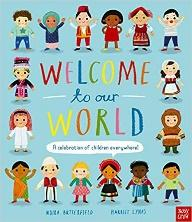 WELCOME
to our
WORLD
A celebration of children everywhere!
MOIRA BUTTERFIELD
HARRIET LYNAS
nosy
crow